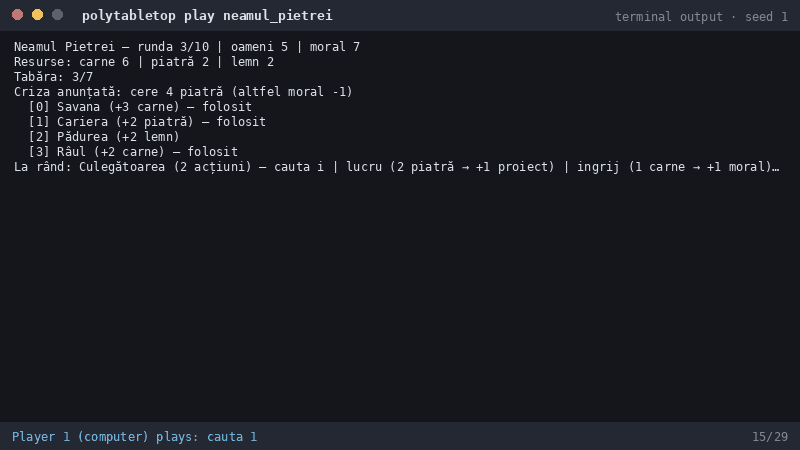 polytabletop play neamul_pietrei
terminal output · seed 1
Neamul Pietrei — runda 3/10 | oameni 5 | moral 7
Resurse: carne 6 | piatră 2 | lemn 2
Tabăra: 3/7
Criza anunțată: cere 4 piatră (altfel moral -1)
[0] Savana (+3 carne) — folosit
[1] Cariera (+2 piatră) — folosit
[2] Pădurea (+2 lemn)
[3] Râul (+2 carne) — folosit
La rând: Culegătoarea (2 acțiuni) — cauta i | lucru (2 piatră → +1 proiect) | ingrij (1 carne → +1 moral)…
Player 1 (computer) plays: cauta 1
15/29